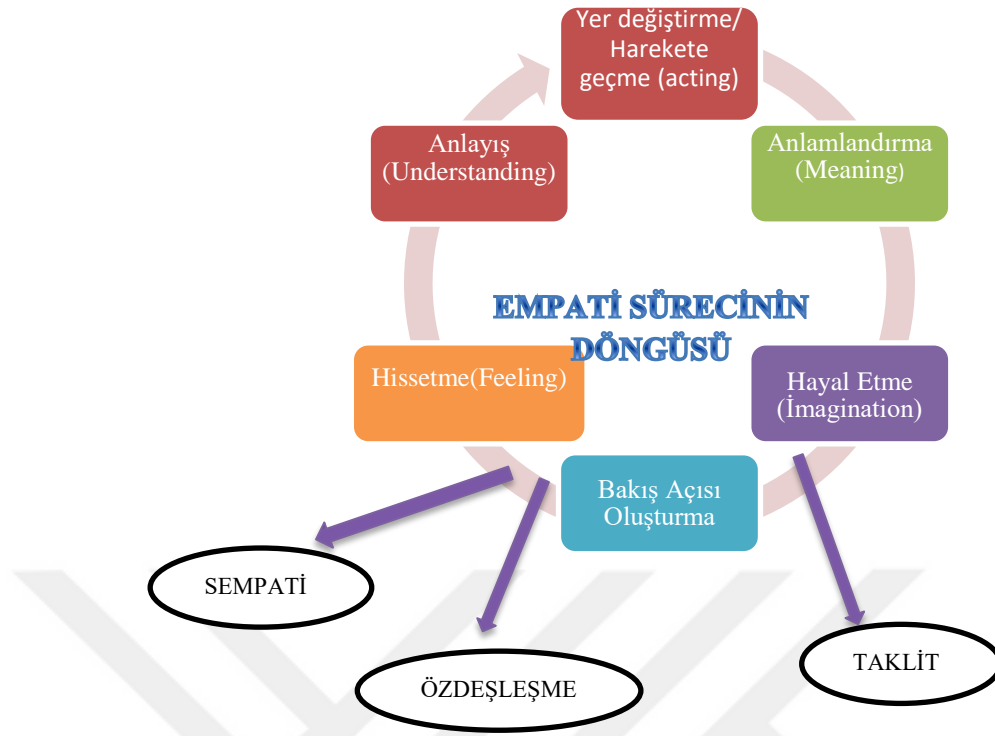 Yer değiştirme/
Harekete
geçme (acting)
Anlayış
(Understanding)
Anlamlandırma
(Meaning)
EMPATİ SÜRECİNİN
DÖNGÜSÜ
Hissetme(Feeling)
Hayal Etme
(İmagination)
Bakış Açısı
Oluşturma
SEMPATİ
ÖZDEŞLEŞME
TAKLİT